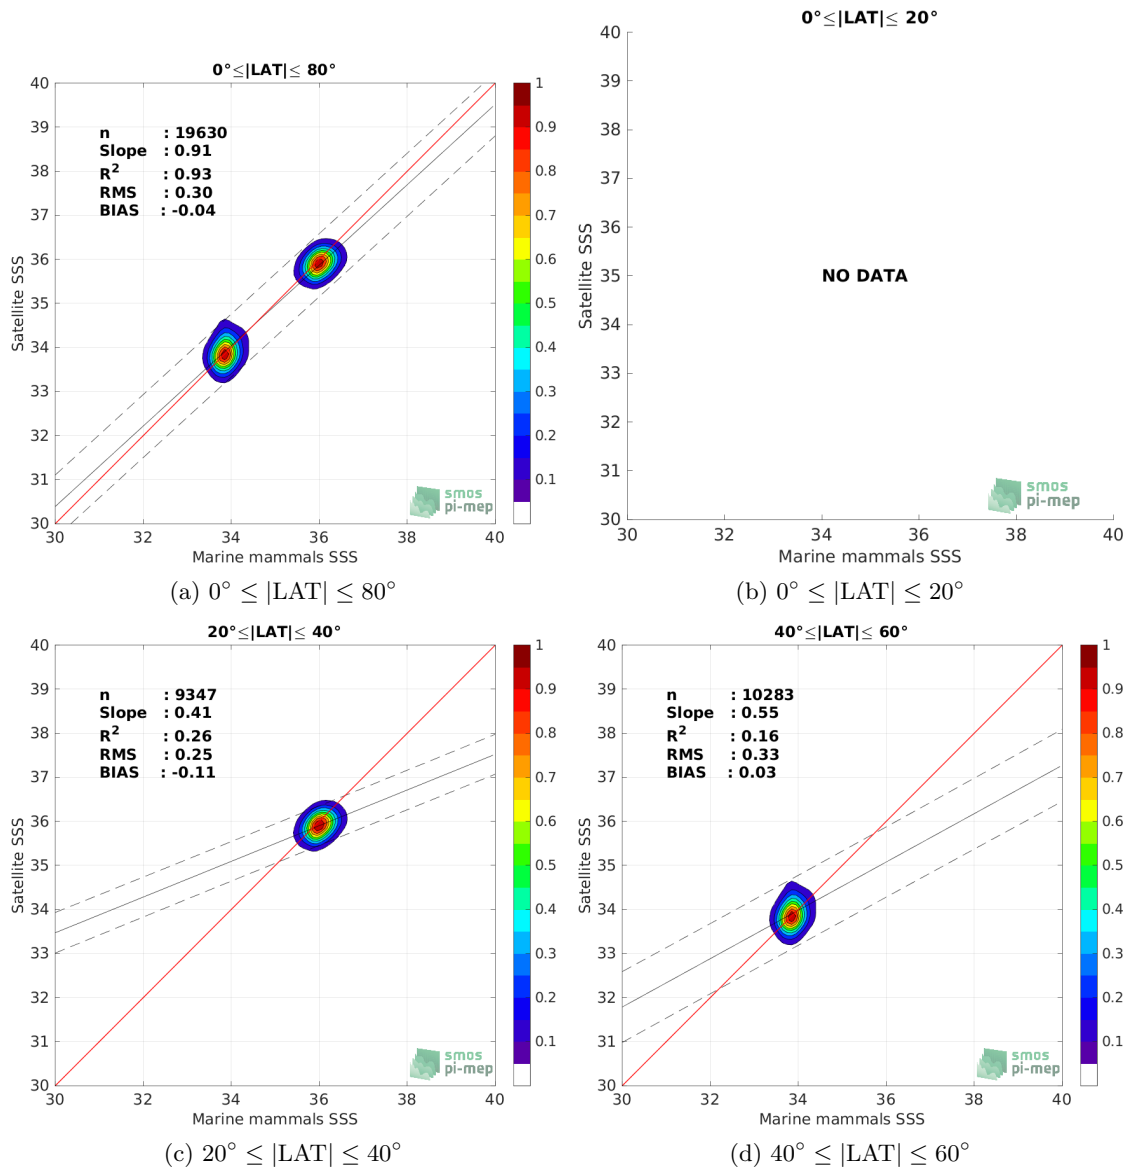 0°≤|LAT|≤ 80°
40
39
38
37
36
35
34
33
32
31
30
Satellite SSS
n : 19630
Slope : 0.91
R² : 0.93
RMS : 0.30
BIAS : -0.04
smos
pi-mep
30 32 34 36 38 40
Marine mammals SSS
1
0.9
0.8
0.7
0.6
0.5
0.4
0.3
0.2
0.1
(a) 0° ≤ |LAT| ≤ 80°
0°≤|LAT|≤ 20°
40
39
38
37
36
35
34
33
32
31
30
Satellite SSS
NO DATA
smos
pi-mep
30 32 34 36 38 40
Marine mammals SSS
(b) 0° ≤ |LAT| ≤ 20°
20°≤|LAT|≤ 40°
40
39
38
37
36
35
34
33
32
31
30
Satellite SSS
n : 9347
Slope : 0.41
R² : 0.26
RMS : 0.25
BIAS : -0.11
smos
pi-mep
30 32 34 36 38 40
Marine mammals SSS
1
0.9
0.8
0.7
0.6
0.5
0.4
0.3
0.2
0.1
(c) 20° ≤ |LAT| ≤ 40°
40°≤|LAT|≤ 60°
40
39
38
37
36
35
34
33
32
31
30
Satellite SSS
n : 10283
Slope : 0.55
R² : 0.16
RMS : 0.33
BIAS : 0.03
smos
pi-mep
30 32 34 36 38 40
Marine mammals SSS
1
0.9
0.8
0.7
0.6
0.5
0.4
0.3
0.2
0.1
(d) 40° ≤ |LAT| ≤ 60°